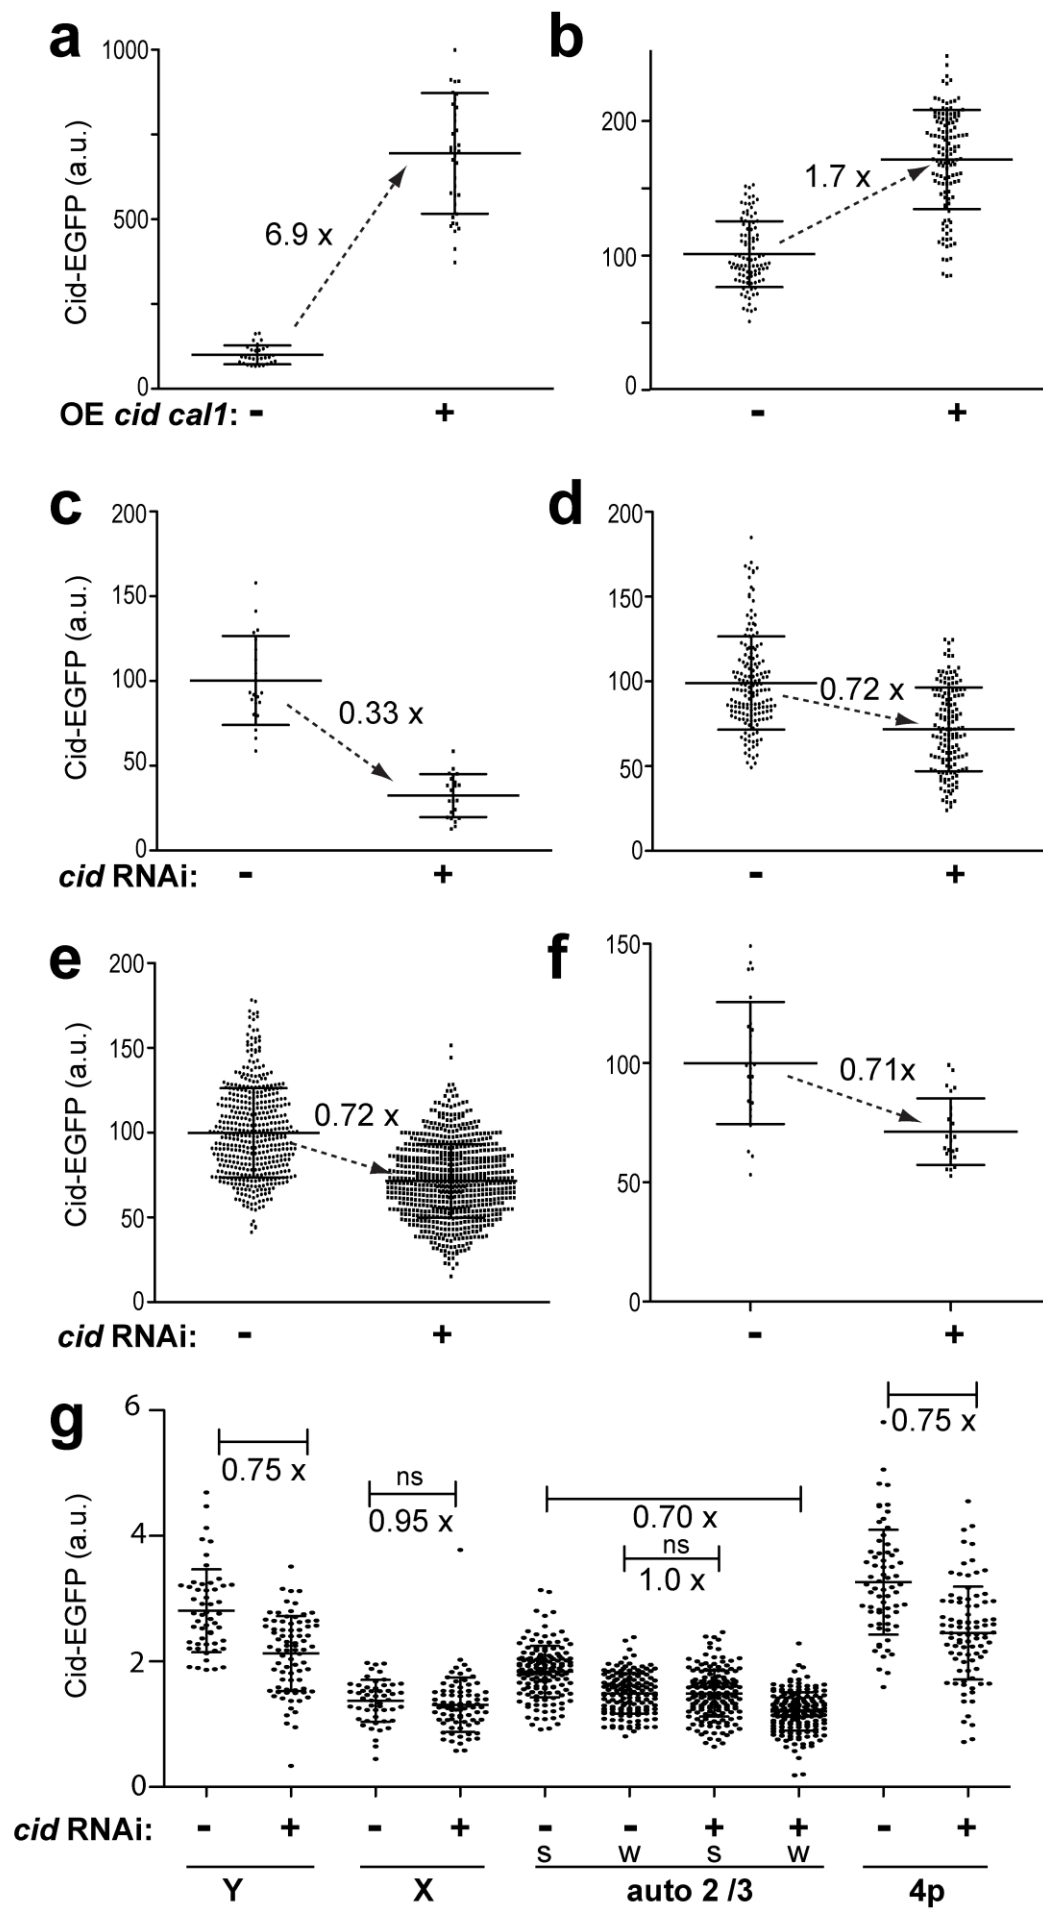 a
b
1000
500
0
Cid-EGFP (a.u.)
6.9 x
200
100
0
1.7 x
OE cid cal1: - +
- +
c
d
200
150
100
50
0
Cid-EGFP (a.u.)
0.33 x
200
150
100
50
0
0.72 x
cid RNAi: - +
- +
e
f
200
150
100
50
0
Cid-EGFP (a.u.)
0.72 x
150
100
50
0
0.71x
cid RNAi: - +
- +
g
6
4
2
0
Cid-EGFP (a.u.)
0.75 x
ns
0.95 x
0.70 x
ns
1.0 x
0.75 x
cid RNAi: - + - + - - + + - +
s w s w
Y X auto 2 /3 4p